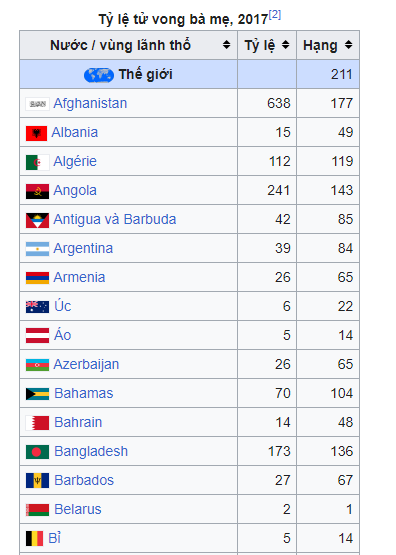 Tỷ lệ tử vong bà mẹ, 2017[2]
Nước / vùng lãnh thổ Tỷ lệ Hạng
Thế giới 211
Afghanistan 638 177
Albania 15 49
Algérie 112 119
Angola 241 143
Antigua và Barbuda 42 85
Argentina 39 84
Armenia 26 65
Úc 6 22
Áo 5 14
Azerbaijan 26 65
Bahamas 70 104
Bahrain 14 48
Bangladesh 173 136
Barbados 27 67
Belarus 2 1
Bỉ 5 14